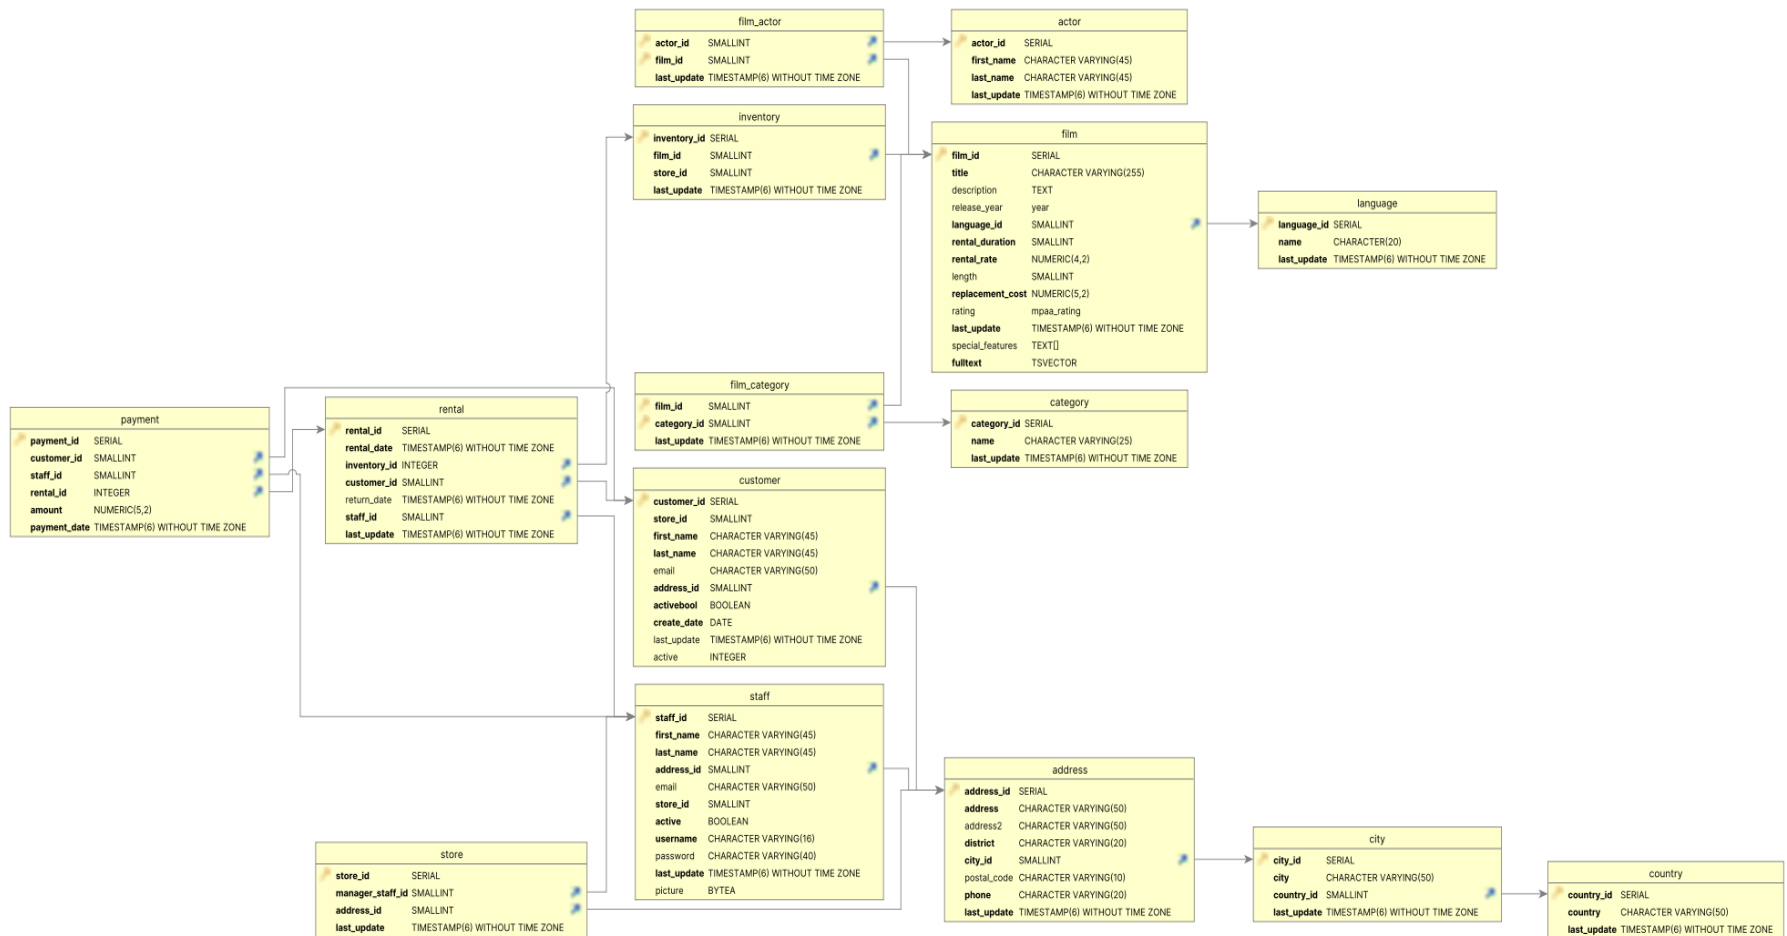 film_actor
actor_id SMALLINT
film_id SMALLINT
last_update TIMESTAMP(6) WITHOUT TIME ZONE
actor
actor_id SERIAL
first_name CHARACTER VARYING(45)
last_name CHARACTER VARYING(45)
last_update TIMESTAMP(6) WITHOUT TIME ZONE
inventory
inventory_id SERIAL
film_id SMALLINT
store_id SMALLINT
last_update TIMESTAMP(6) WITHOUT TIME ZONE
film
film_id SERIAL
title CHARACTER VARYING(255)
description TEXT
release_year year
language_id SMALLINT
rental_duration SMALLINT
rental_rate NUMERIC(4,2)
length SMALLINT
replacement_cost NUMERIC(5,2)
rating mpaa_rating
last_update TIMESTAMP(6) WITHOUT TIME ZONE
special_features TEXT[]
fulltext TSVECTOR
language
language_id SERIAL
name CHARACTER(20)
last_update TIMESTAMP(6) WITHOUT TIME ZONE
payment
payment_id SERIAL
customer_id SMALLINT
staff_id SMALLINT
rental_id INTEGER
amount NUMERIC(5,2)
payment_date TIMESTAMP(6) WITHOUT TIME ZONE
rental
rental_id SERIAL
rental_date TIMESTAMP(6) WITHOUT TIME ZONE
inventory_id INTEGER
customer_id SMALLINT
return_date TIMESTAMP(6) WITHOUT TIME ZONE
staff_id SMALLINT
last_update TIMESTAMP(6) WITHOUT TIME ZONE
film_category
film_id SMALLINT
category_id SMALLINT
last_update TIMESTAMP(6) WITHOUT TIME ZONE
category
category_id SERIAL
name CHARACTER VARYING(25)
last_update TIMESTAMP(6) WITHOUT TIME ZONE
customer
customer_id SERIAL
store_id SMALLINT
first_name CHARACTER VARYING(45)
last_name CHARACTER VARYING(45)
email CHARACTER VARYING(50)
address_id SMALLINT
activebool BOOLEAN
create_date DATE
last_update TIMESTAMP(6) WITHOUT TIME ZONE
active INTEGER
staff
staff_id SERIAL
first_name CHARACTER VARYING(45)
last_name CHARACTER VARYING(45)
address_id SMALLINT
email CHARACTER VARYING(50)
store_id SMALLINT
active BOOLEAN
username CHARACTER VARYING(16)
password CHARACTER VARYING(40)
last_update TIMESTAMP(6) WITHOUT TIME ZONE
picture BYTEA
store
store_id SERIAL
manager_staff_id SMALLINT
address_id SMALLINT
last_update TIMESTAMP(6) WITHOUT TIME ZONE
address
address_id SERIAL
address CHARACTER VARYING(50)
address2 CHARACTER VARYING(50)
district CHARACTER VARYING(20)
city_id SMALLINT
postal_code CHARACTER VARYING(10)
phone CHARACTER VARYING(20)
last_update TIMESTAMP(6) WITHOUT TIME ZONE
city
city_id SERIAL
city CHARACTER VARYING(50)
country_id SMALLINT
last_update TIMESTAMP(6) WITHOUT TIME ZONE
country
country_id SERIAL
country CHARACTER VARYING(50)
last_update TIMESTAMP(6) WITHOUT TIME ZONE